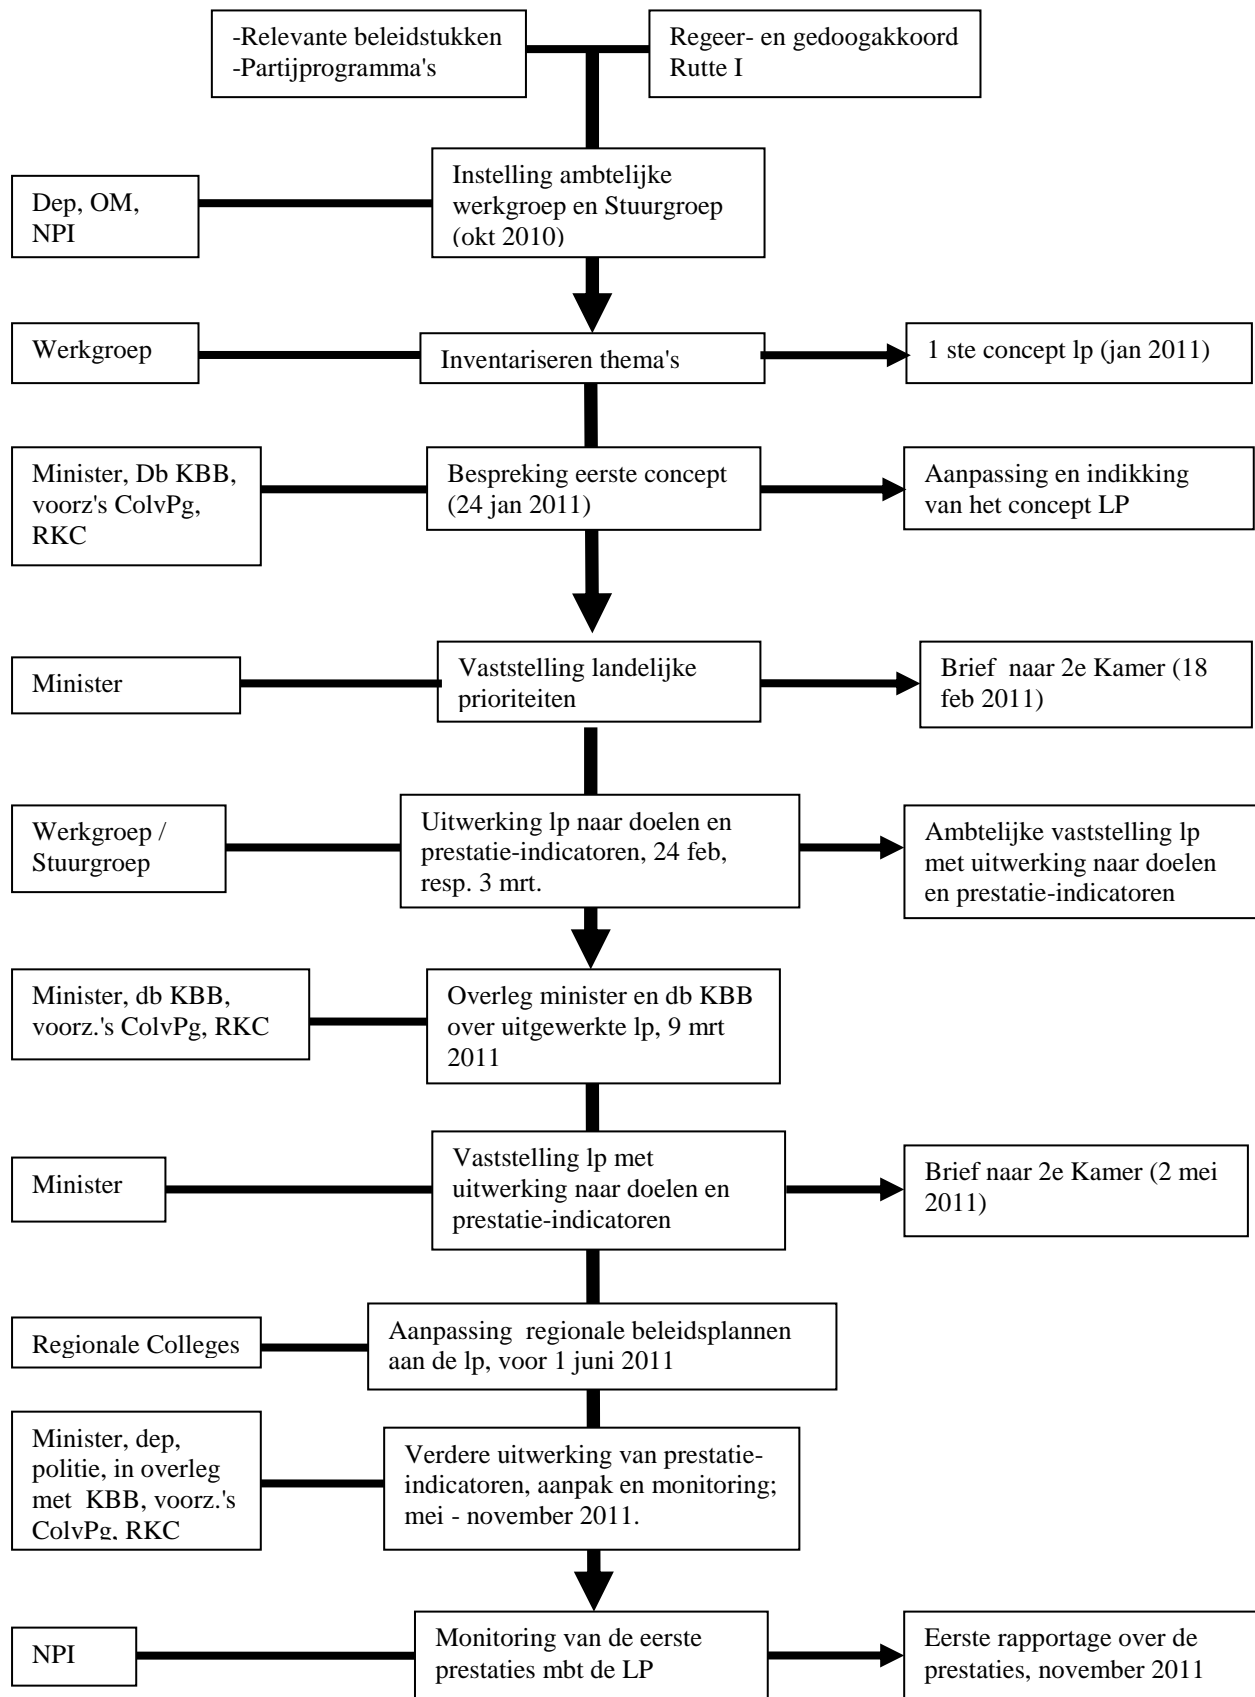 -Relevante beleidstukken
-Partijprogramma's
Regeer- en gedoogakkoord
Rutte I
Dep, OM,
NPI
Instelling ambtelijke
werkgroep en Stuurgroep
(okt 2010)
Werkgroep
Inventariseren thema's
1 ste concept lp (jan 2011)
Minister, Db KBB,
voorz's ColvPg,
RKC
Bespreking eerste concept
(24 jan 2011)
Aanpassing en indikking
van het concept LP
Minister
Vaststelling landelijke
prioriteiten
Brief naar 2e Kamer (18
feb 2011)
Werkgroep /
Stuurgroep
Uitwerking lp naar doelen en
prestatie-indicatoren, 24 feb,
resp. 3 mrt.
Ambtelijke vaststelling lp
met uitwerking naar doelen
en prestatie-indicatoren
Minister, db KBB,
voorz.'s ColvPg, RKC
Overleg minister en db KBB
over uitgewerkte lp, 9 mrt
2011
Minister
Vaststelling lp met
uitwerking naar doelen en
prestatie-indicatoren
Brief naar 2e Kamer (2 mei
2011)
Regionale Colleges
Aanpassing regionale beleidsplannen
aan de lp, voor 1 juni 2011
Minister, dep,
politie, in overleg
met KBB, voorz.'s
ColvPg, RKC
Verdere uitwerking van prestatie-
indicatoren, aanpak en monitoring;
mei - november 2011.
NPI
Monitoring van de eerste
prestaties mbt de LP
Eerste rapportage over de
prestaties, november 2011